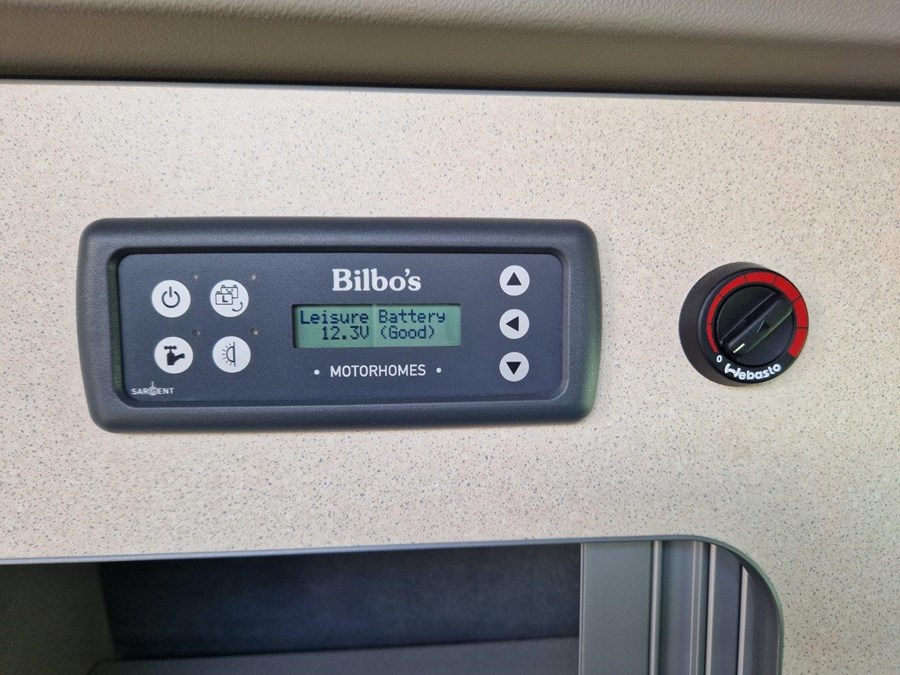 Bilbo's
Leisure Battery
12.3V (Good)
• MOTORHOMES •
SARGENT
L
0
Webasto